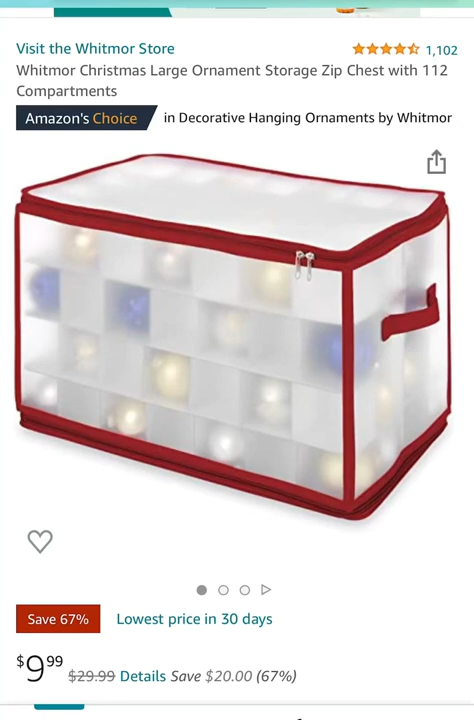 Visit the Whitmor Store 1,102
Whitmor Christmas Large Ornament Storage Zip Chest with 112
Compartments
Amazon's Choice in Decorative Hanging Ornaments by Whitmor
Save 67% Lowest price in 30 days
$9.99 $29.99 Details Save $20.00 (67%)